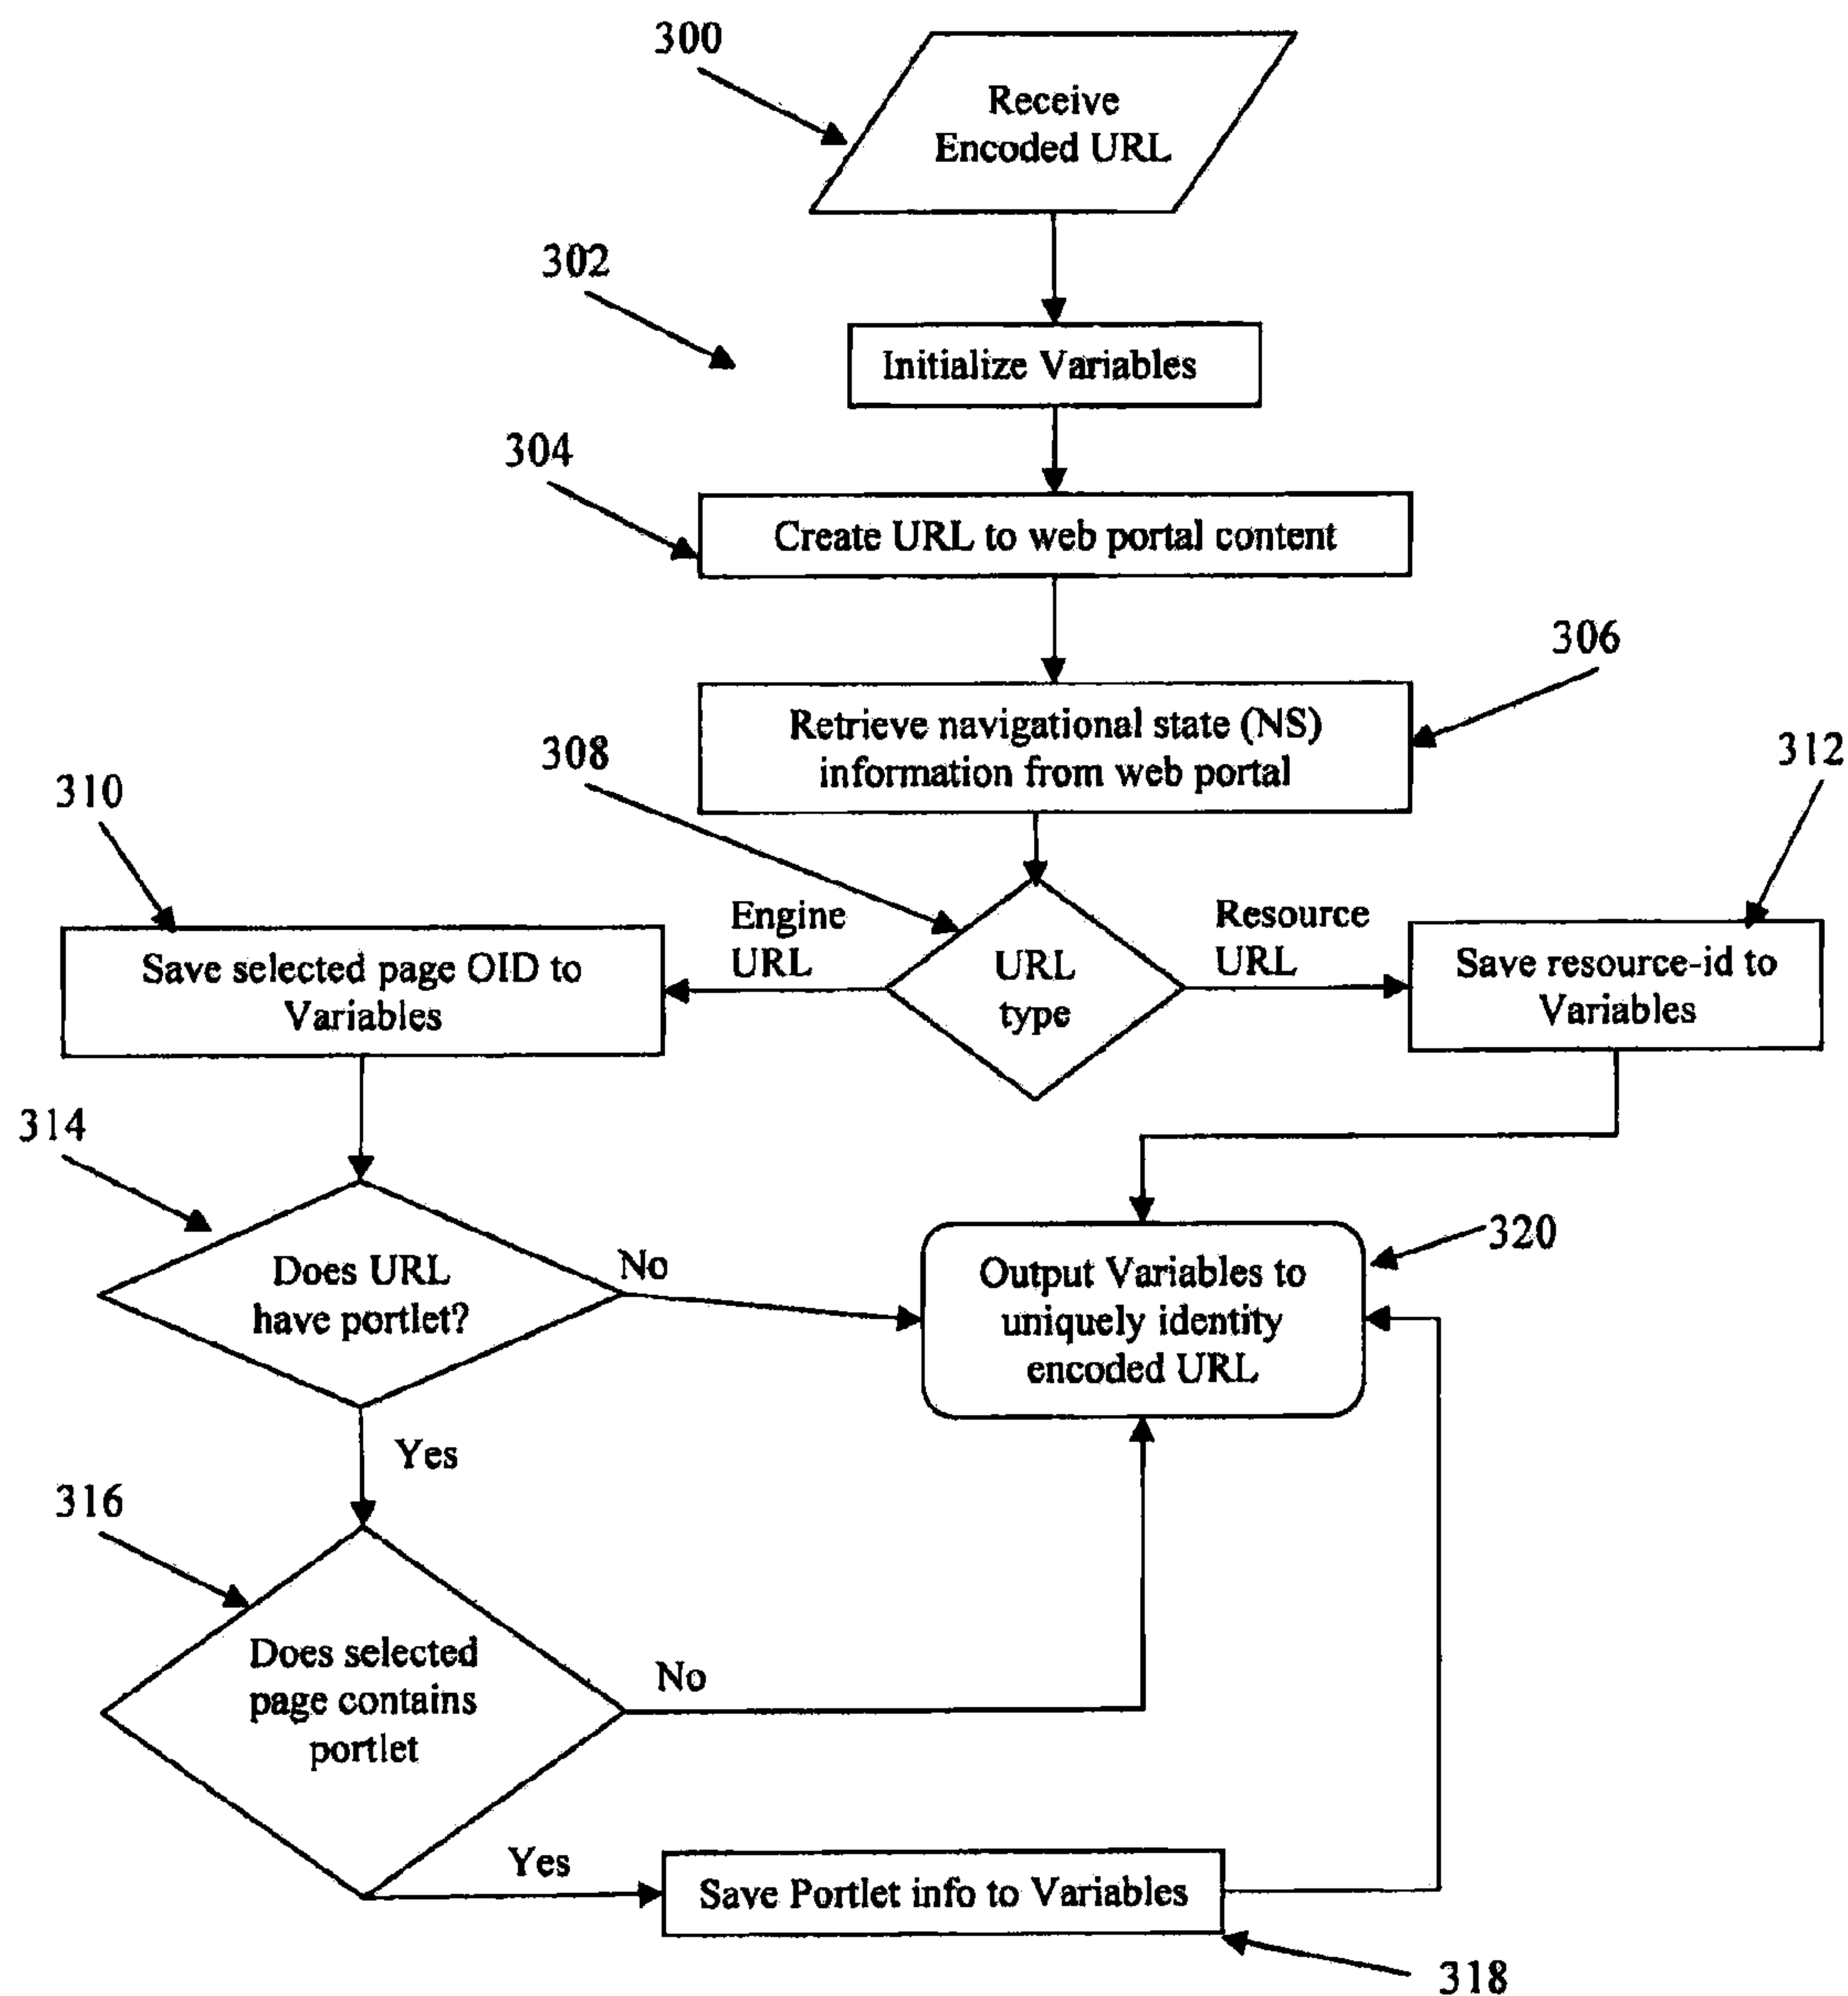 300
Receive
Encoded URL
302
Initialize Variables
304
Create URL to web portal content
306
Retrieve navigational state (NS)
information from web portal
308
312
310
Engine
URL
Resource
URL
Save selected page OID to
Variables
URL
type
Save resource-id to
Variables
314
320
Does URL
have portlet?
No
Output Variables to
uniquely identity
encoded URL
Yes
316
Does selected
page contains
portlet
No
Yes
Save Portlet info to Variables
318